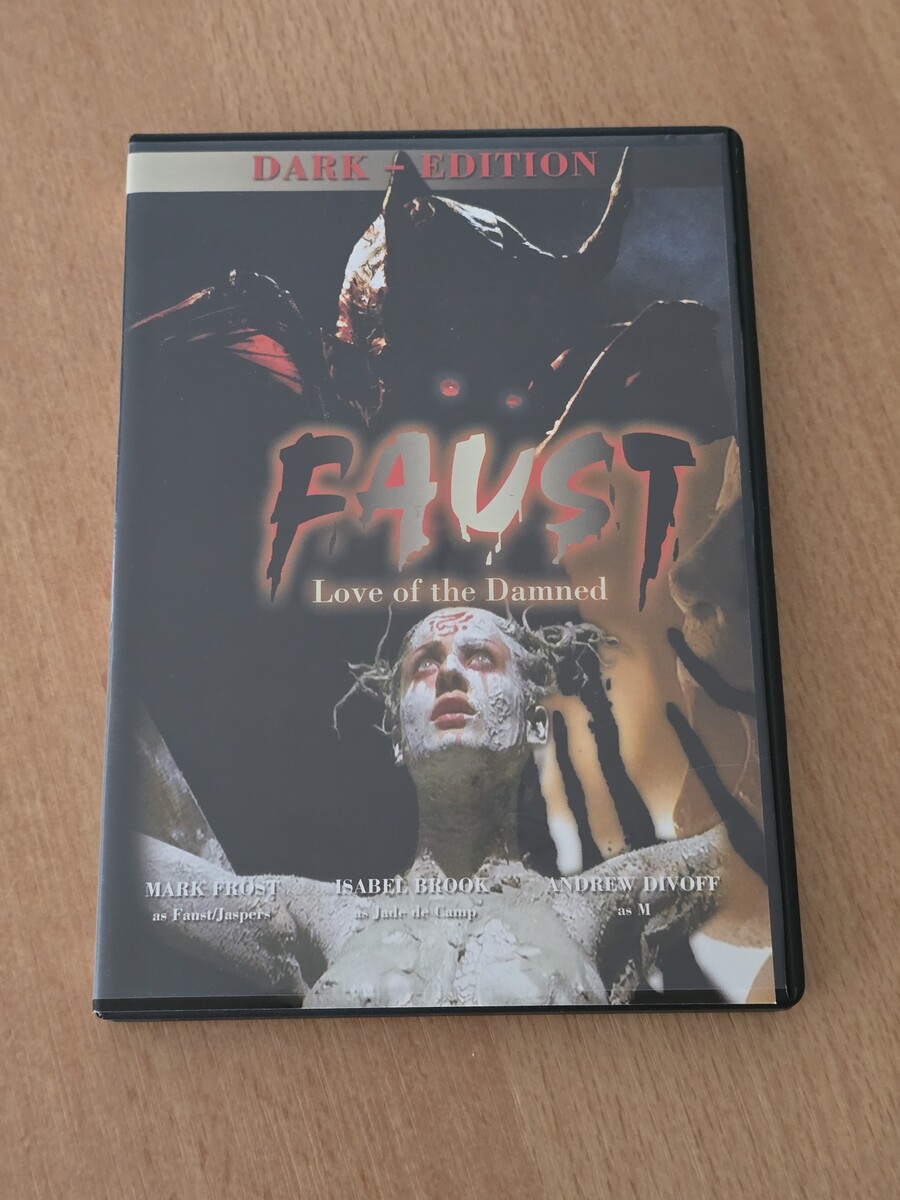 DARK - EDITION
FAUST
Love of the Damned
MARK FROST ISABEL BROOK ANDREW DIVOFF
as Faust/Jaspers as Jade de Camp as M